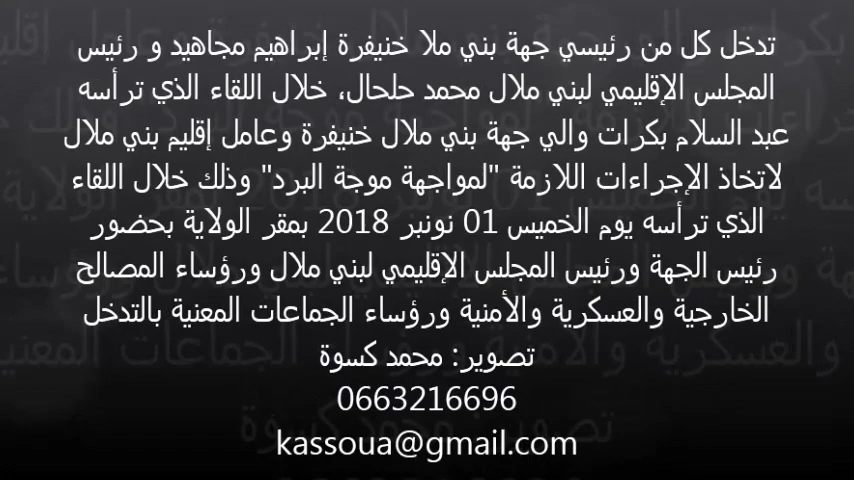 تدخل كل من رئيسي جهة بني ملا خنيفرة إبراهيم مجاهيد و رئيس
المجلس الإقليمي لبني ملال محمد حلحال، خلال اللقاء الذي ترأسه
عبد السلام بكرات والي جهة بني ملال خنيفرة وعامل إقليم بني ملال
لاتخاذ الإجراءات اللازمة "لمواجهة موجة البرد" وذلك خلال اللقاء
الذي ترأسه يوم الخميس 01 نونبر 2018 بمقر الولاية بحضور
رئيس الجهة ورئيس المجلس الإقليمي لبني ملال ورؤساء المصالح
الخارجية والعسكرية والأمنية ورؤساء الجماعات المعنية بالتدخل
تصوير: محمد كسوة
0663216696
kassoua@gmail.com